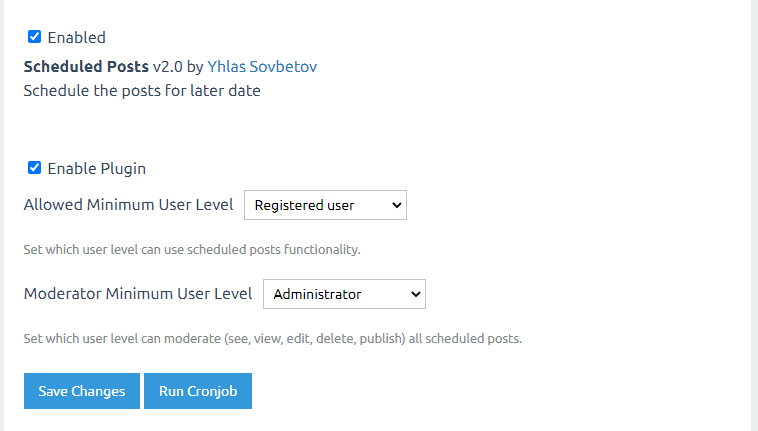 Enabled
Scheduled Posts v2.0 by Yhlas Sovbetov
Schedule the posts for later date
Enable Plugin
Allowed Minimum User Level Registered user
Set which user level can use scheduled posts functionality.
Moderator Minimum User Level Administrator
Set which user level can moderate (see, view, edit, delete, publish) all scheduled posts.
Save Changes Run Cronjob